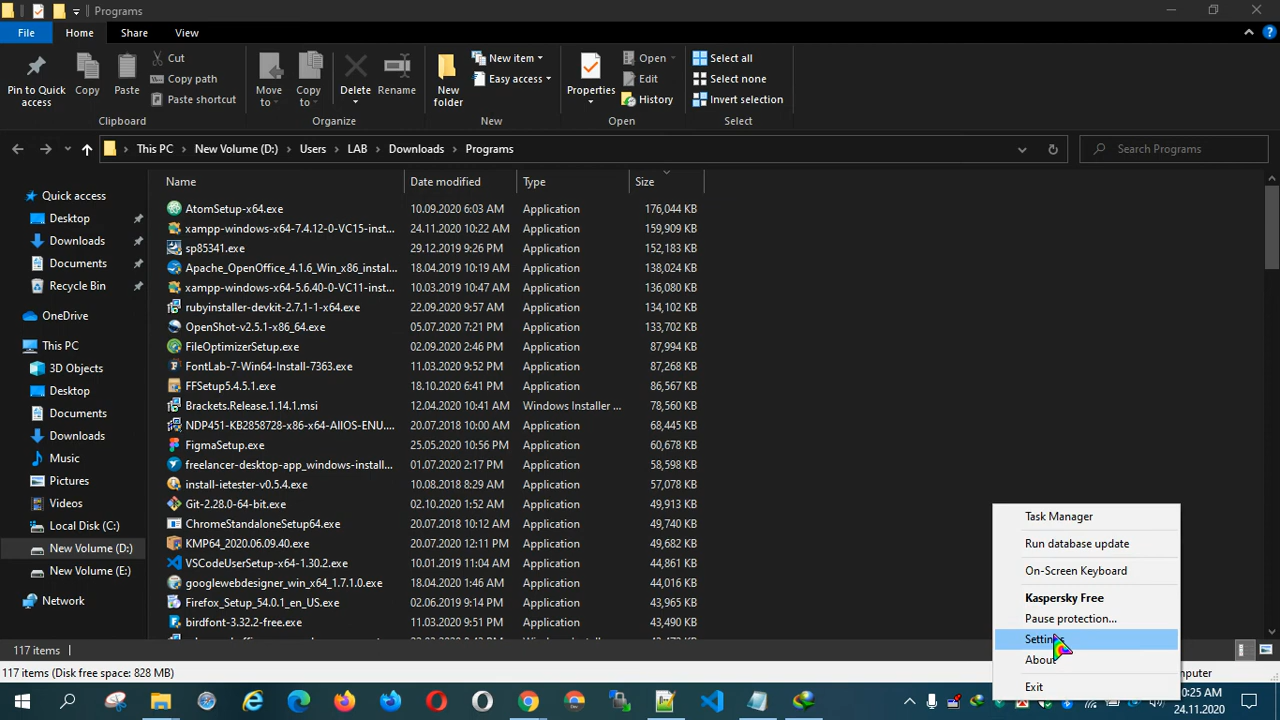 Programs
File Home Share View
Pin to Quick access
Copy
Paste
Cut
Copy path
Paste shortcut
Clipboard
Move to
Copy to
Delete
Rename
Organize
New folder
New item
Easy access
New
Properties
Open
Edit
History
Open
Select all
Select none
Invert selection
Select
This PC New Volume (D:) Users LAB Downloads Programs
Search Programs
Quick access
Desktop
Downloads
Documents
Recycle Bin
OneDrive
This PC
3D Objects
Desktop
Documents
Downloads
Music
Pictures
Videos
Local Disk (C:)
New Volume (D:)
New Volume (E:)
Network
Name Date modified Type Size
AtomSetup-x64.exe 10.09.2020 6:03 AM Application 176,044 KB
xampp-windows-x64-7.4.12-0-VC15-inst... 24.11.2020 10:22 AM Application 159,909 KB
sp85341.exe 29.12.2019 9:26 PM Application 152,183 KB
Apache_OpenOffice_4.1.6_Win_x86_instal... 18.04.2019 10:19 AM Application 138,024 KB
xampp-windows-x64-5.6.40-0-VC11-inst... 10.03.2019 10:47 AM Application 136,080 KB
rubyinstaller-devkit-2.7.1-1-x64.exe 22.09.2020 9:57 AM Application 134,102 KB
OpenShot-v2.5.1-x86_64.exe 05.07.2020 7:21 PM Application 133,702 KB
FileOptimizerSetup.exe 02.09.2020 2:46 PM Application 87,994 KB
FontLab-7-Win64-Install-7363.exe 11.03.2020 9:52 PM Application 87,268 KB
FFSetup5.4.5.1.exe 18.10.2020 6:41 PM Application 86,567 KB
Brackets.Release.1.14.1.msi 12.04.2020 10:41 AM Windows Installer ... 78,560 KB
NDP451-KB2858728-x86-x64-AllOS-ENU.... 20.07.2018 10:00 AM Application 68,445 KB
FigmaSetup.exe 25.05.2020 10:56 PM Application 60,678 KB
freelancer-desktop-app_windows-install... 01.07.2020 2:17 PM Application 58,598 KB
install-ietester-v0.5.4.exe 10.08.2018 8:29 AM Application 57,078 KB
Git-2.28.0-64-bit.exe 02.10.2020 1:52 AM Application 49,913 KB
ChromeStandaloneSetup64.exe 20.07.2018 10:12 AM Application 49,740 KB
KMP64_2020.06.09.40.exe 20.07.2020 12:11 PM Application 49,682 KB
VSCodeUserSetup-x64-1.30.2.exe 10.01.2019 11:04 AM Application 44,861 KB
googlewebdesigner_win_x64_1.7.1.0.exe 18.04.2020 1:46 AM Application 44,016 KB
Firefox_Setup_54.0.1_en_US.exe 02.06.2019 9:14 PM Application 43,965 KB
birdfont-3.32.2-free.exe 02.06.2020 9:14 PM Application 43,490 KB
Task Manager
Run database update
On-Screen Keyboard
Kaspersky Free
Pause protection...
Settings
About
Exit
117 items
117 items (Disk free space: 828 MB)
24.11.2020